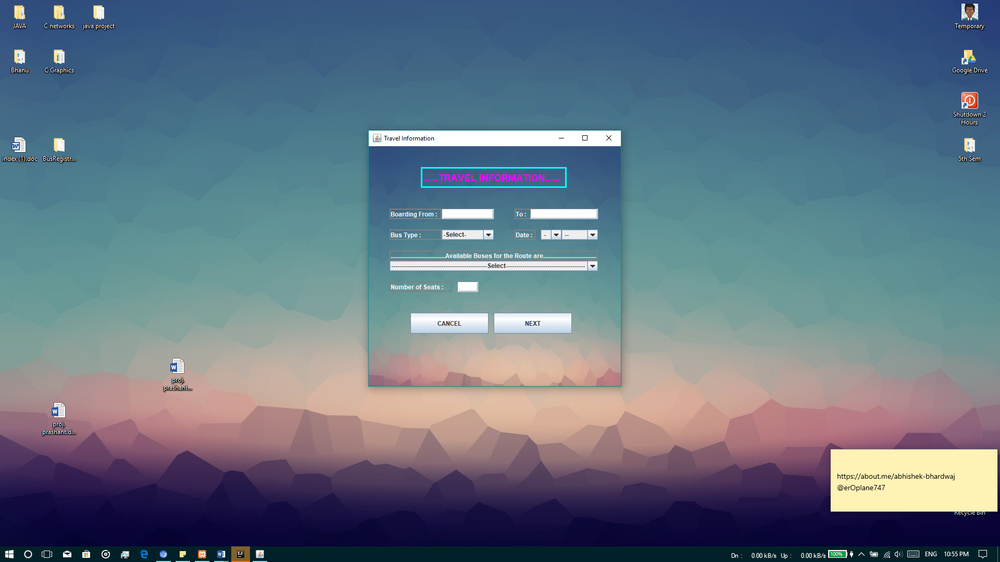 JAVA
C networks
java project
Bhanu
C Graphics
index (1).doc
BusRegistr...
proj.
prashant...
proj.
prashant.d...
Temporary
Google Drive
Shutdown 2
Hours
5th Sem
Travel Information
......TRAVEL INFORMATION......
Boarding From :
To :
Bus Type :
-Select-
Date :
-
--
...................................Available Buses for the Route are..................................
----------------------------------------------Select--------------------------------------
Number of Seats :
CANCEL
NEXT
https://about.me/abhishek-bhardwaj
@erOplane747
Recycle Bin
Dn : 0.00 kB/s Up : 0.00 kB/s
100%
ENG
10:55 PM